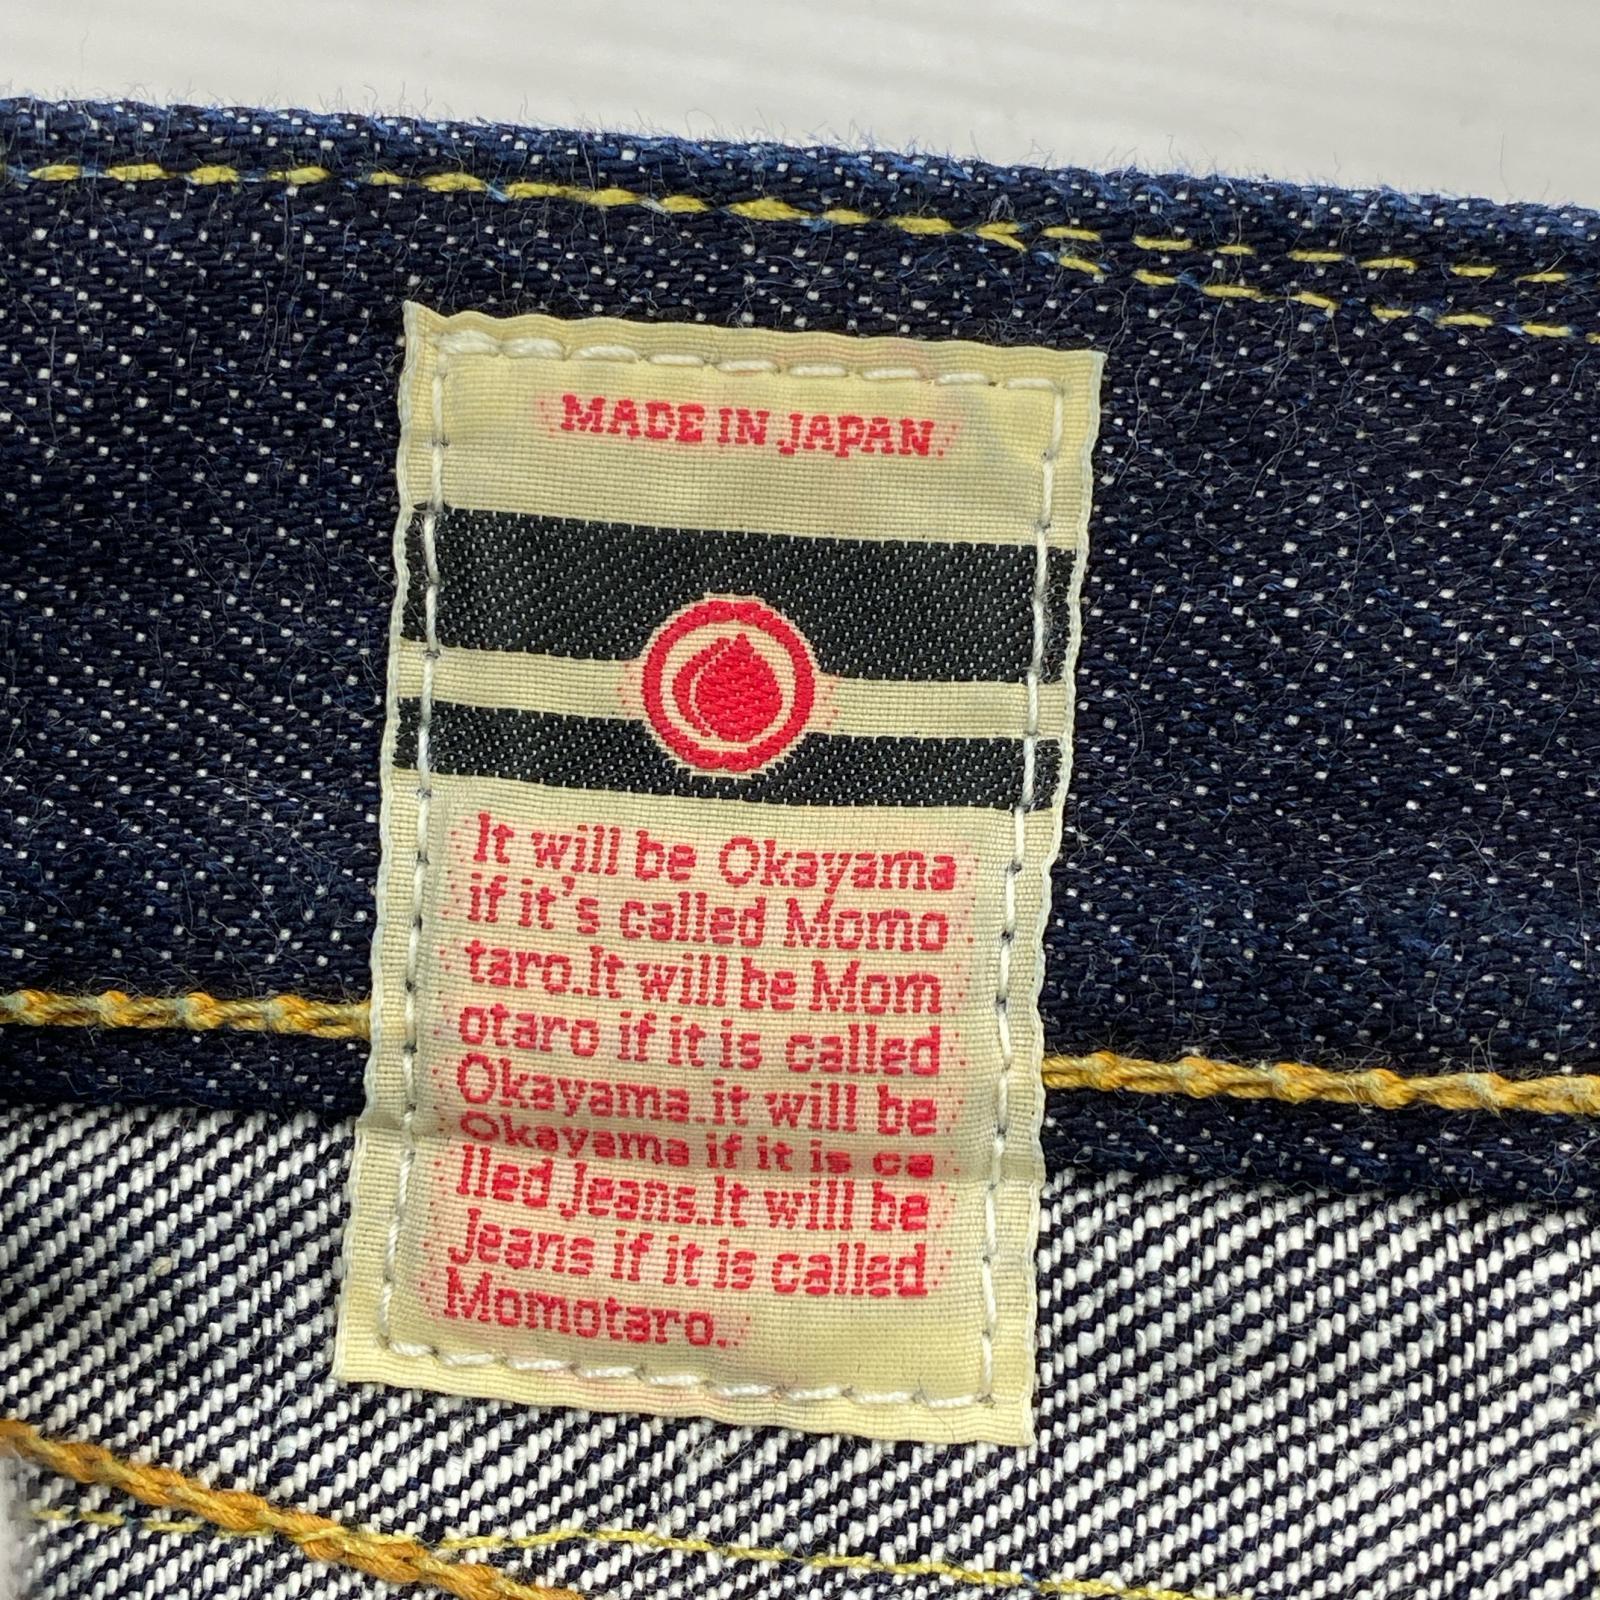 MADE IN JAPAN.
It will be Okayama
if it's called Momo
taro.It will be Mom
otaro if it is called
Okayama.it will be
Okayama if it is ca
lled Jeans.It will be
Jeans if it is called
Momotaro.